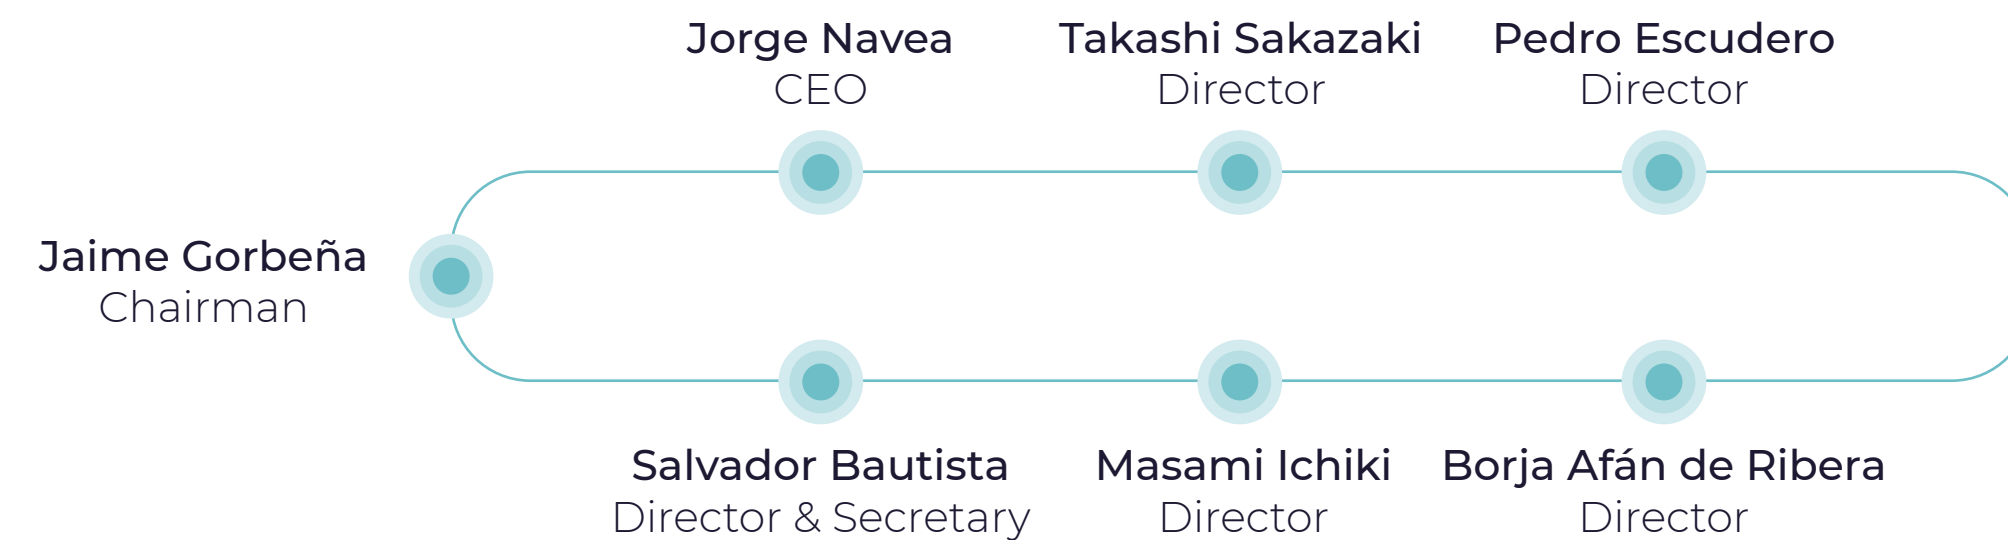 Jorge Navea
CEO
Takashi Sakazaki
Director
Pedro Escudero
Director
Jaime Gorbeña
Chairman
Salvador Bautista
Director & Secretary
Masami Ichiki
Director
Borja Afán de Ribera
Director